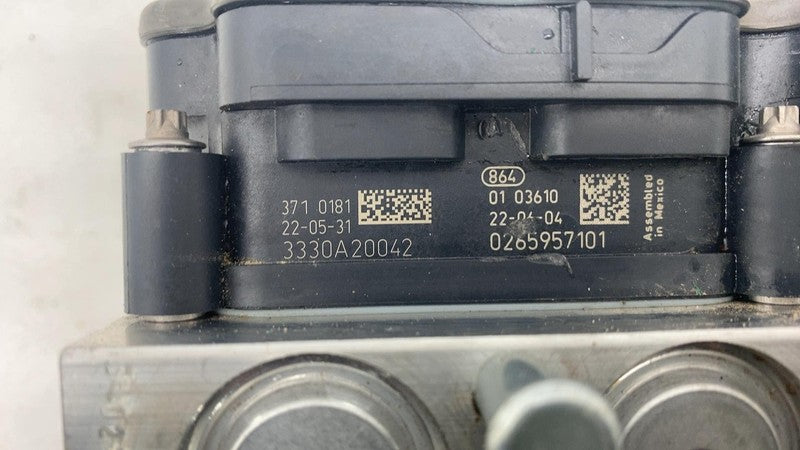 371 0181
22-05-31
3330A20042
864
01 03610
22-04-04
0265957101
Assembled
in Mexico